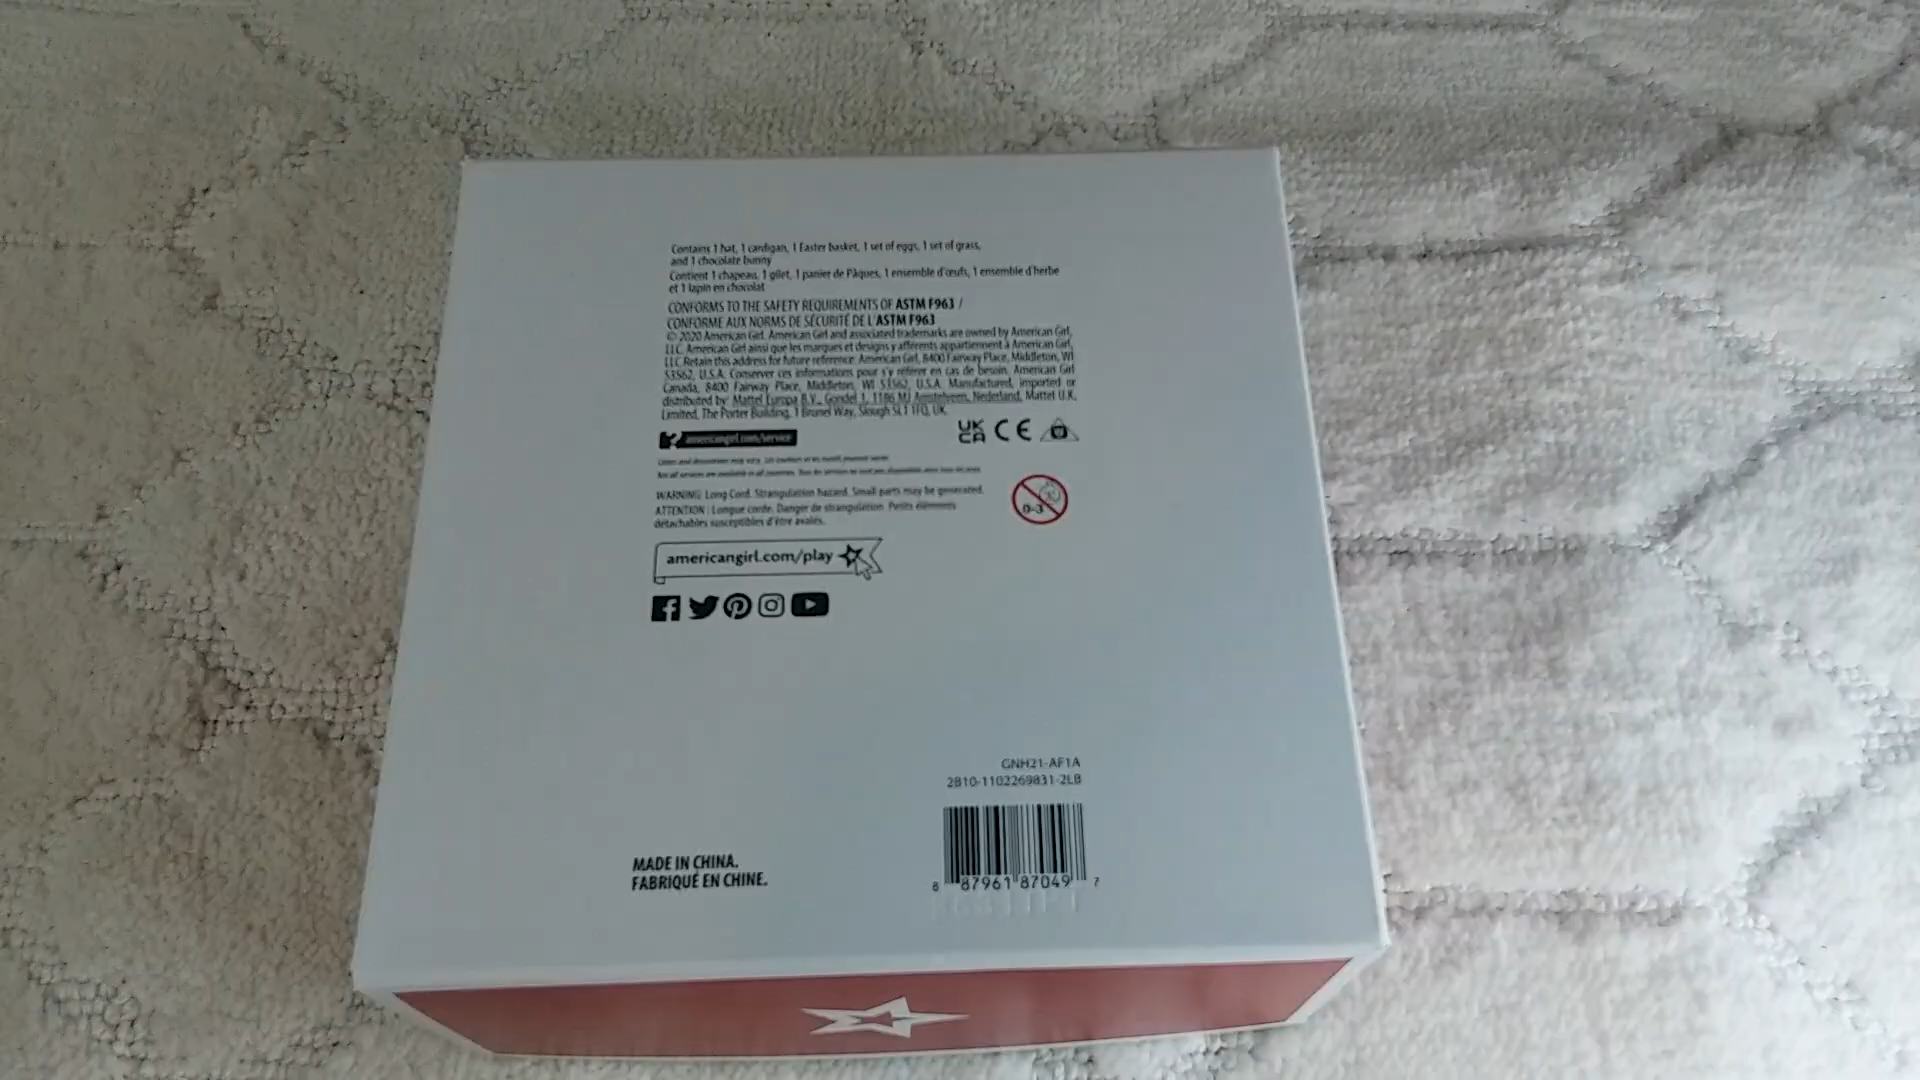 Contains 1 hat, 1 cardigan, 1 Easter basket, 1 set of eggs, 1 set of grass,
and 1 chocolate bunny
Contient 1 chapeau, 1 gilet, 1 panier de Pâques, 1 ensemble d'œufs, 1 ensemble d'herbe
et 1 lapin en chocolat
CONFORMS TO THE SAFETY REQUIREMENTS OF ASTM F963 /
CONFORME AUX NORMS DE SÉCURITÉ DE L'ASTM F963
© 2020 American Girl. American Girl and associated trademarks are owned by American Girl,
LLC. American Girl ainsi que les marques et designs y afférents appartiennent à American Girl,
LLC. Retain this address for future reference: American Girl, 8400 Fairway Place, Middleton, WI
53562, U.S.A. Conserver ces informations pour s'y référer en cas de besoin. American Girl
Canada, 8400 Fairway Place, Middleton, WI 53562, U.S.A. Manufactured, imported or
distributed by: Mattel Europa B.V., Gondel 1, 1186 MJ Amstelveen, Nederland. Mattel U.K.
Limited, The Porter Building, 1 Brunel Way, Slough SL1 1FQ, UK.
americangirl.com/service
UK CA CE
WARNING: Long Cord. Strangulation hazard. Small parts may be generated.
ATTENTION : Longue corde. Danger de strangulation. Petits éléments
détachables susceptibles d'être avalés.
0-3
americangirl.com/play
GNH21-AF1A
2B10-1102269831-2LB
8 87961 87049 7
MADE IN CHINA.
FABRIQUÉ EN CHINE.